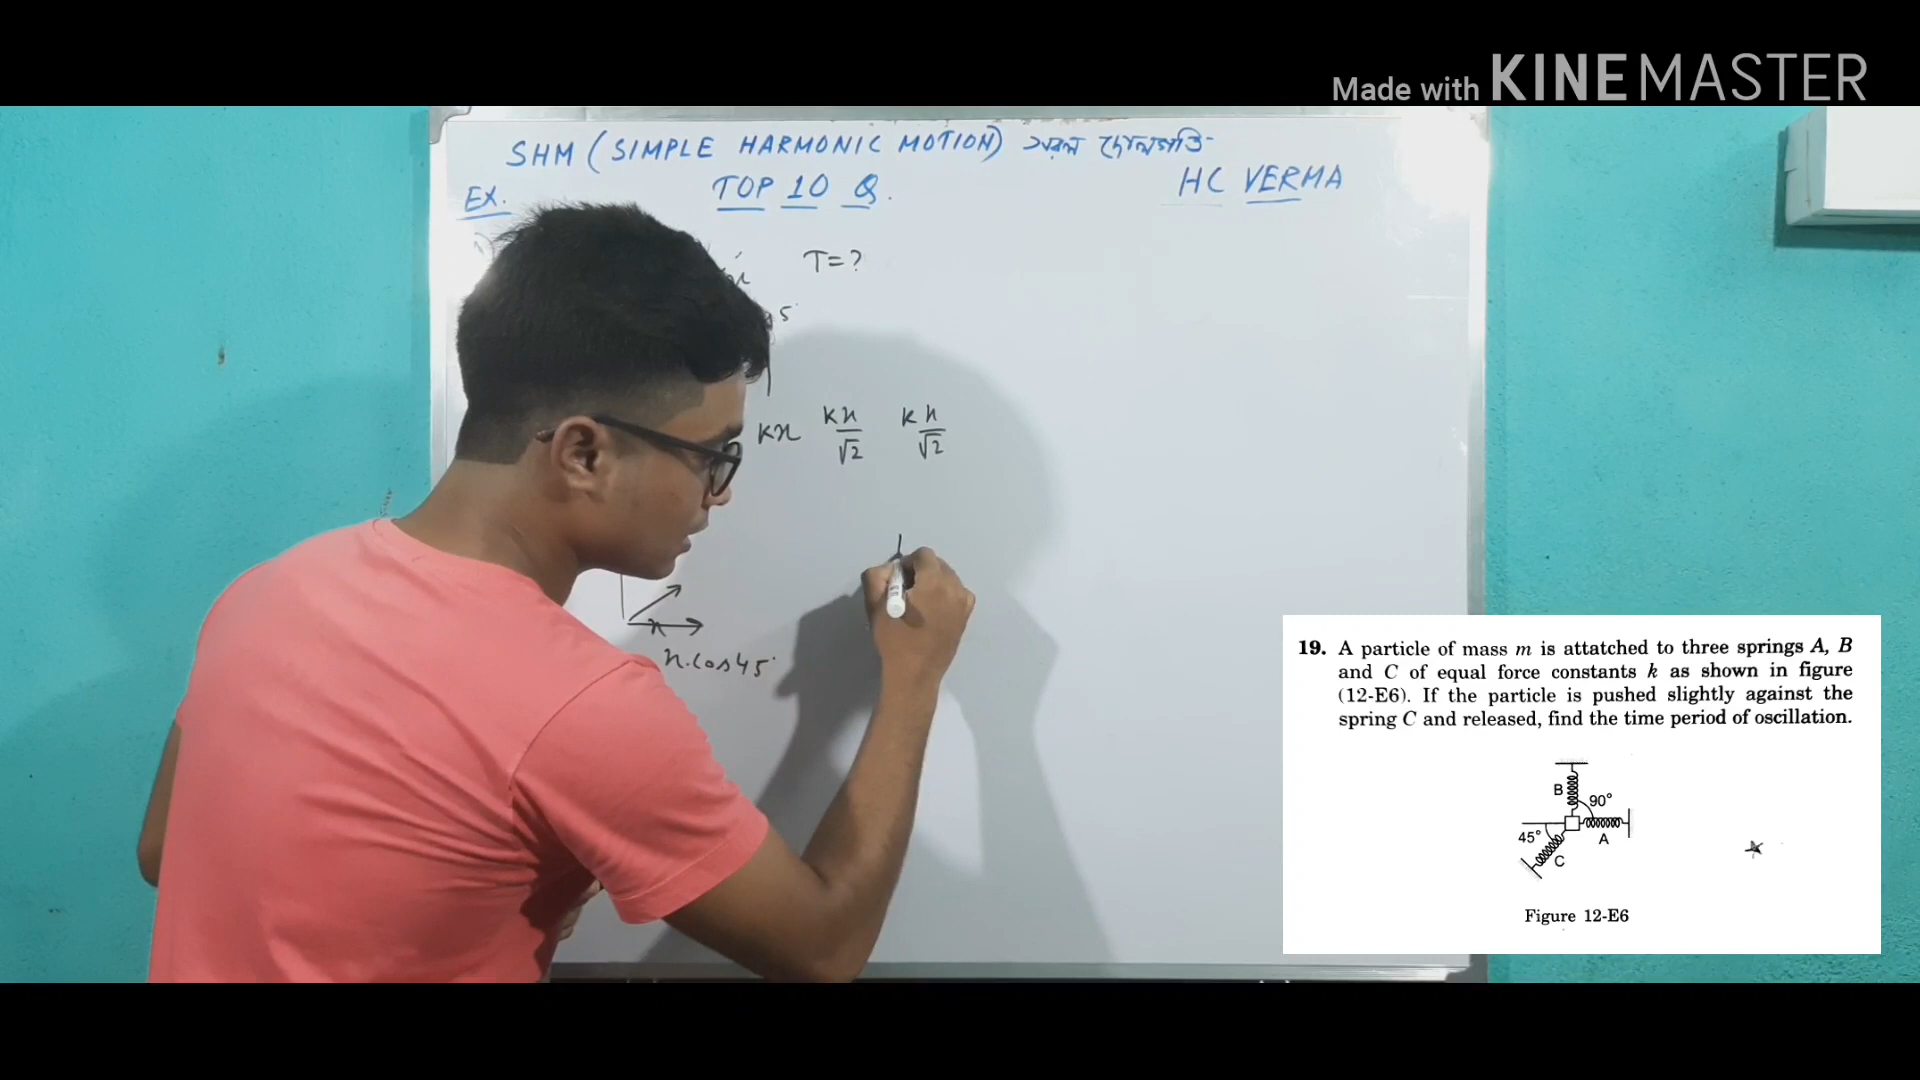 Made with KINEMASTER
SHM (SIMPLE HARMONIC MOTION) সরল দোলগতি
EX. TOP 10 Q. HC VERMA
T=?
45°
kx kx/√2 k x/√2
x
x.cos45°
19. A particle of mass m is attatched to three springs A, B
and C of equal force constants k as shown in figure
(12-E6). If the particle is pushed slightly against the
spring C and released, find the time period of oscillation.
B
90°
45°
A
C
Figure 12-E6